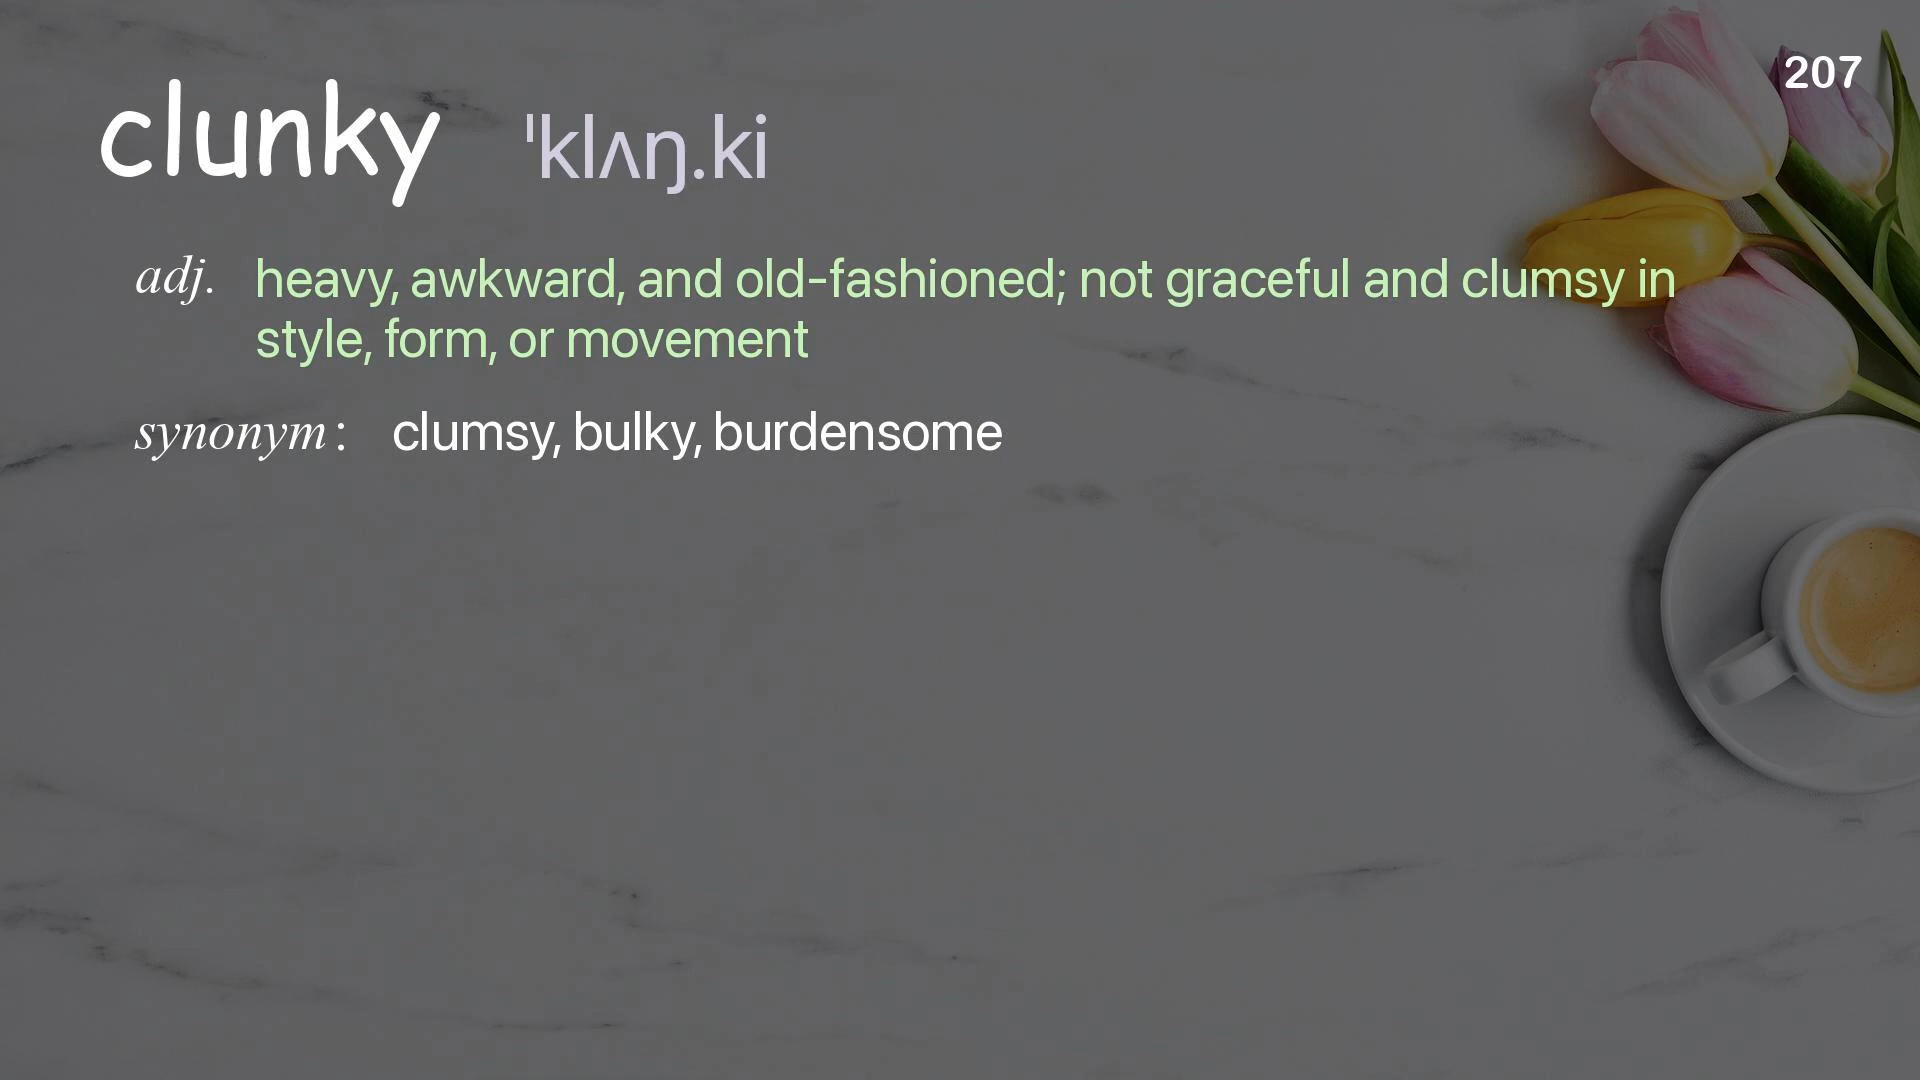 207
clunky ˈklʌŋ.ki
adj. heavy, awkward, and old-fashioned; not graceful and clumsy in
style, form, or movement
synonym: clumsy, bulky, burdensome